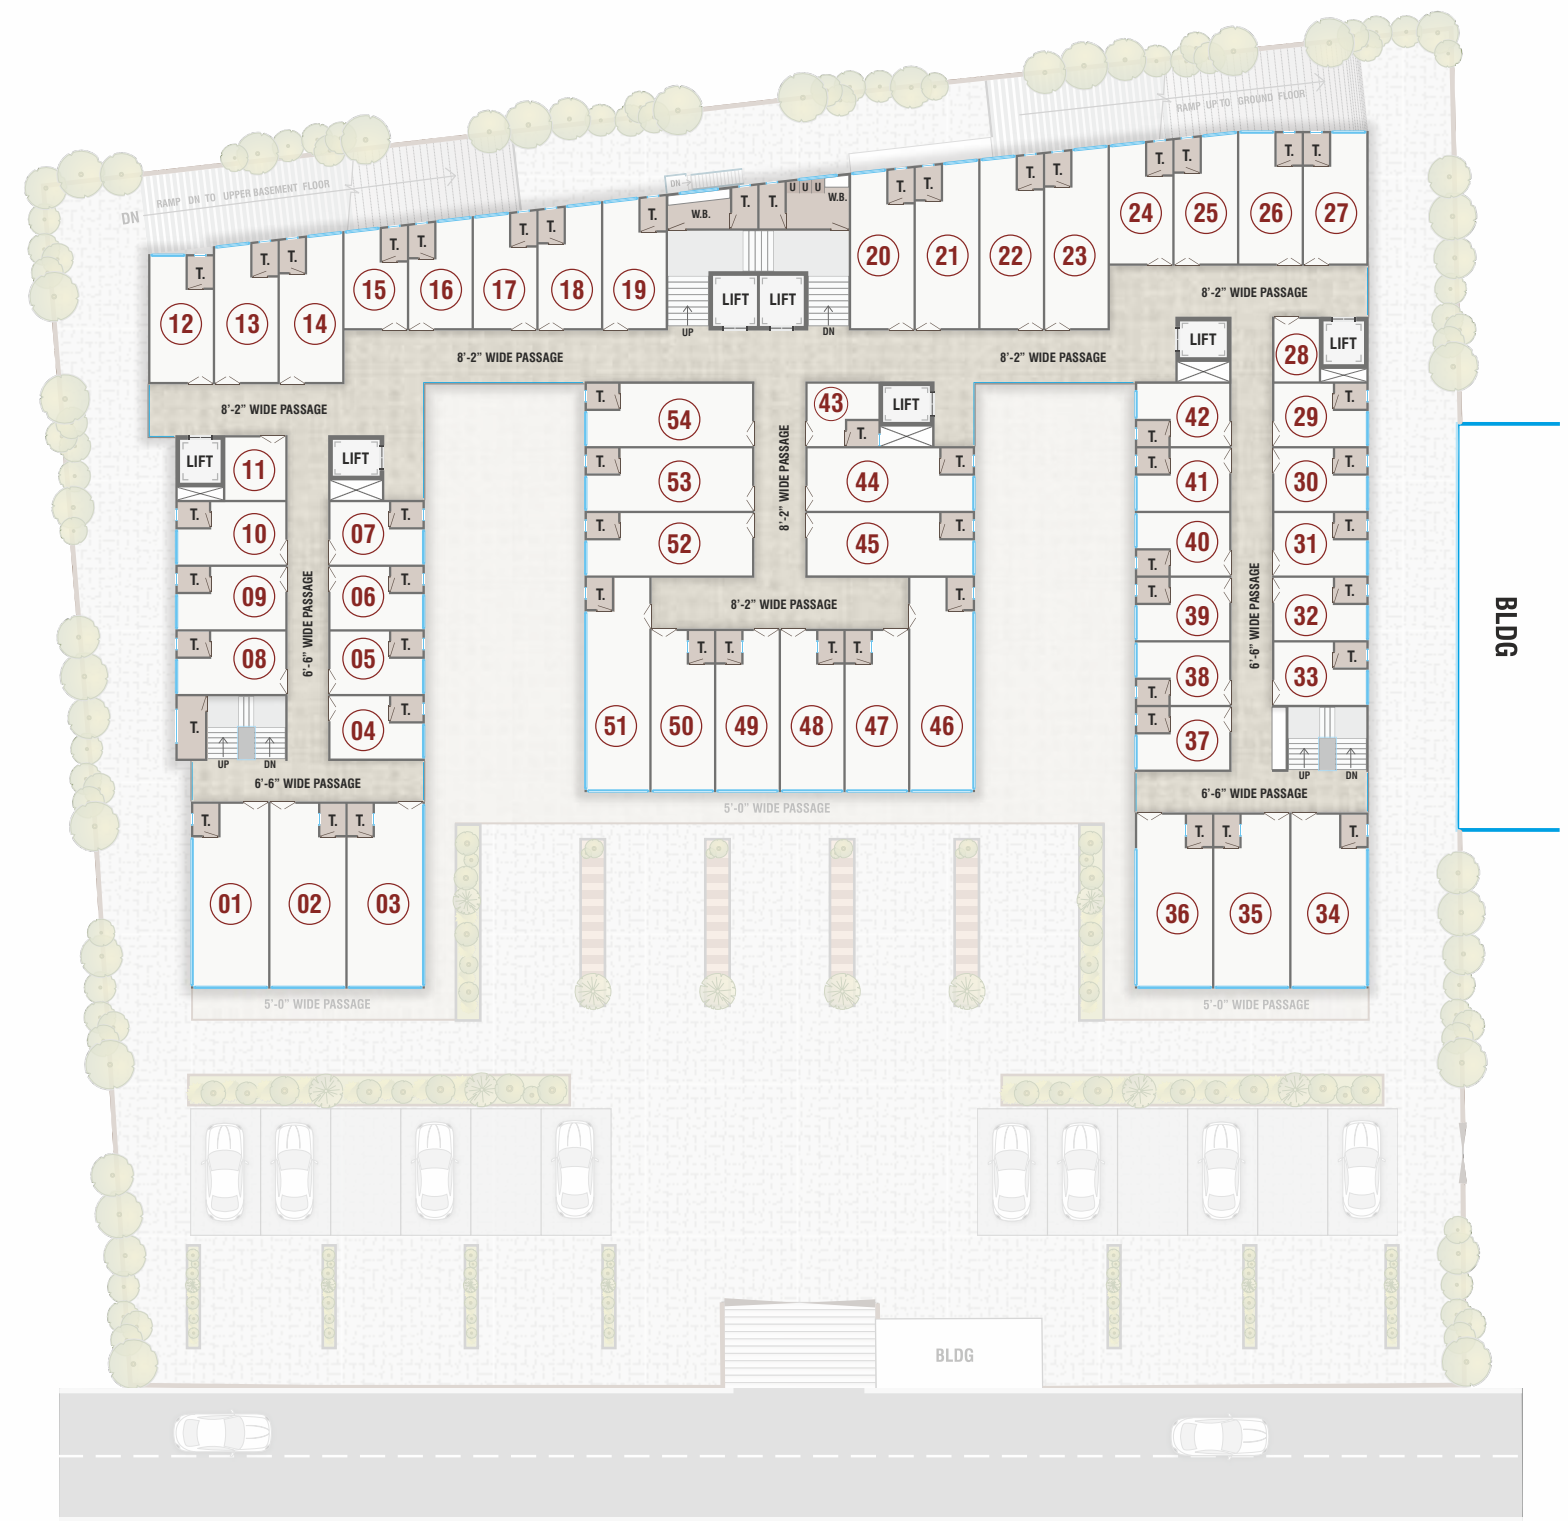 RAMP UP TO GROUND FLOOR
DN
RAMP DN TO UPPER BASEMENT FLOOR
DN
T. T. T. T.
24 25 26 27
T. T. T. T.
20 21 22 23
U U U
W.B.
T. T.
W.B.
T. T. T. T. T.
15 16 17 18 19
T. T. T.
12 13 14
LIFT LIFT
UP
DN
8'-2" WIDE PASSAGE
8'-2" WIDE PASSAGE
8'-2" WIDE PASSAGE
8'-2" WIDE PASSAGE
LIFT
11
LIFT
T.
10
07
T.
T.
09
06
T.
T.
08
05
T.
T.
04
T.
UP
DN
6'-6" WIDE PASSAGE
6'-6" WIDE PASSAGE
T. T. T.
01 02 03
5'-0" WIDE PASSAGE
T.
54
43
T.
LIFT
T.
53
44
T.
T.
52
45
T.
8'-2" WIDE PASSAGE
8'-2" WIDE PASSAGE
T. T. T. T. T. T.
51 50 49 48 47 46
5'-0" WIDE PASSAGE
LIFT
28
LIFT
42
T.
29
T.
T.
41
30
T.
40
T.
31
T.
T.
39
32
T.
38
T.
33
T.
T.
37
UP
DN
6'-6" WIDE PASSAGE
6'-6" WIDE PASSAGE
T. T. T.
36 35 34
5'-0" WIDE PASSAGE
BLDG
BLDG